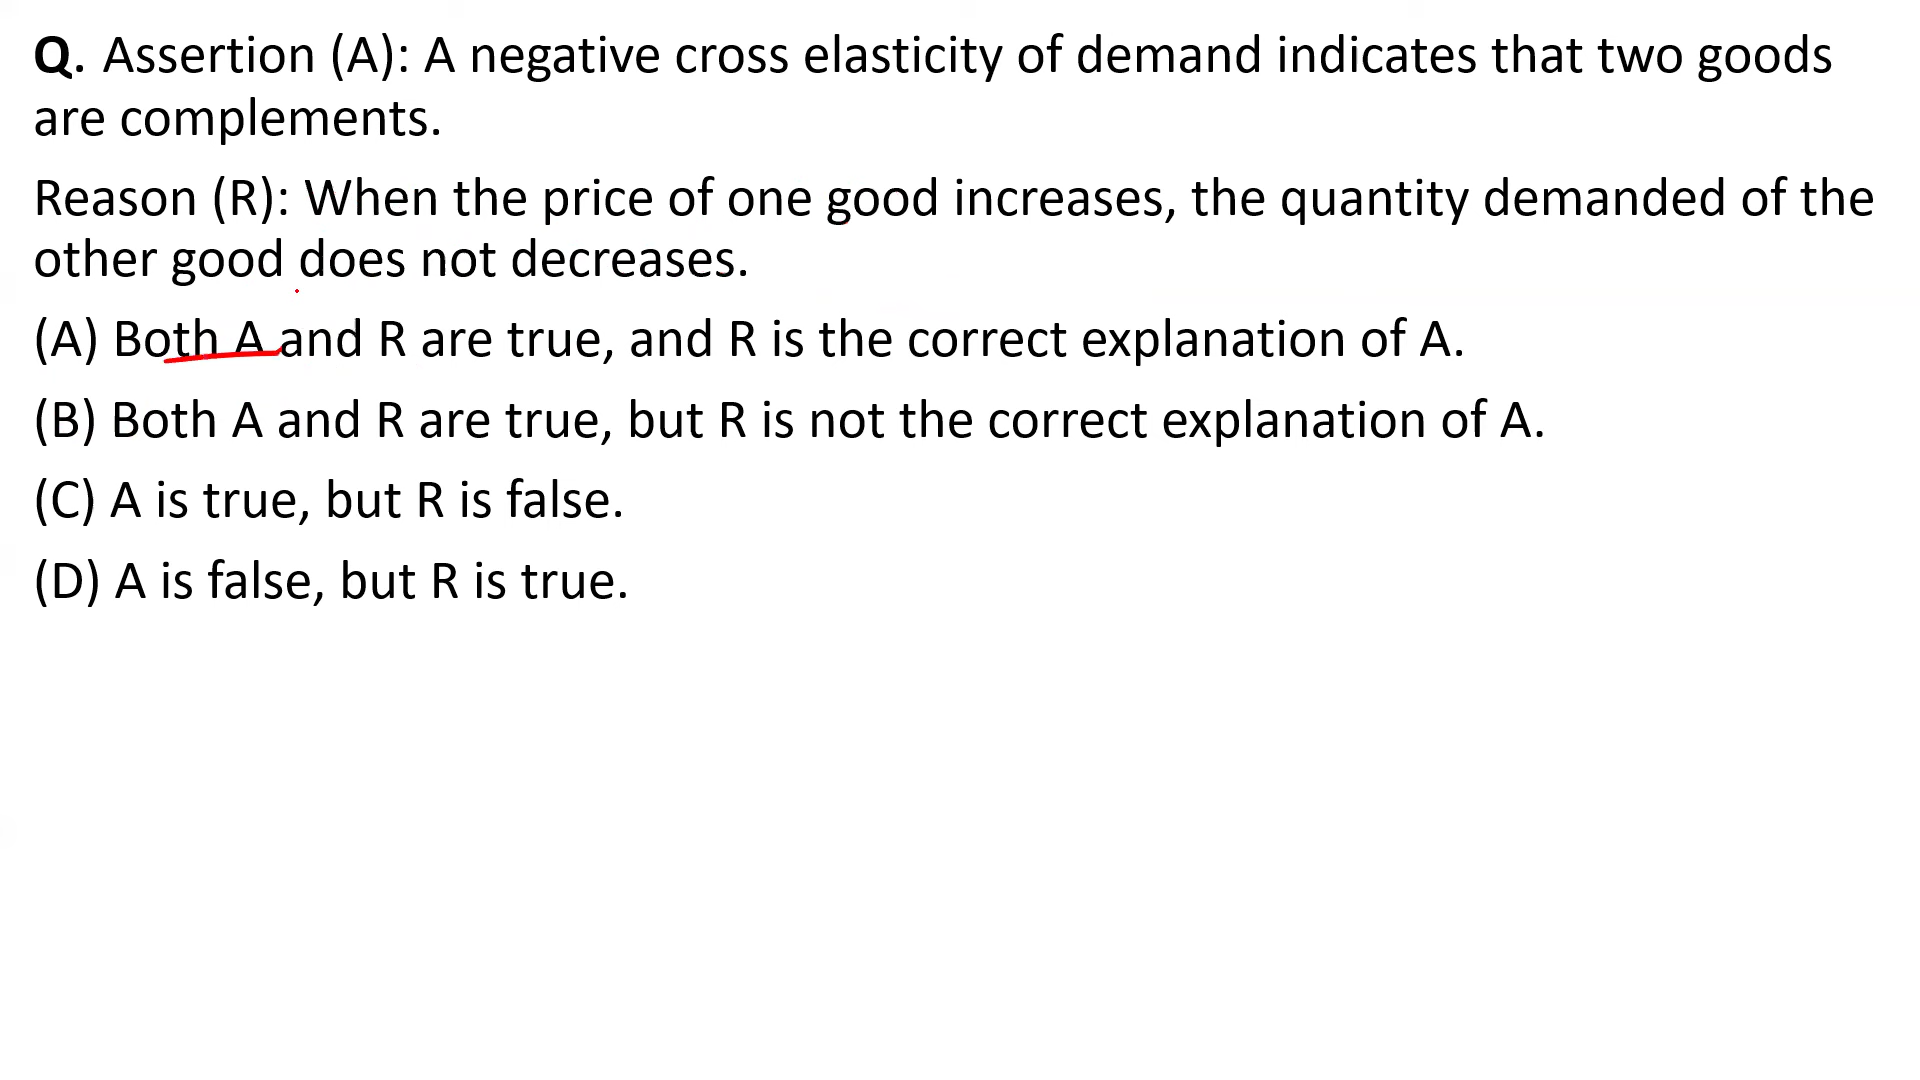 Q. Assertion (A): A negative cross elasticity of demand indicates that two goods
are complements.
Reason (R): When the price of one good increases, the quantity demanded of the
other good does not decreases.
(A) Both A and R are true, and R is the correct explanation of A.
(B) Both A and R are true, but R is not the correct explanation of A.
(C) A is true, but R is false.
(D) A is false, but R is true.